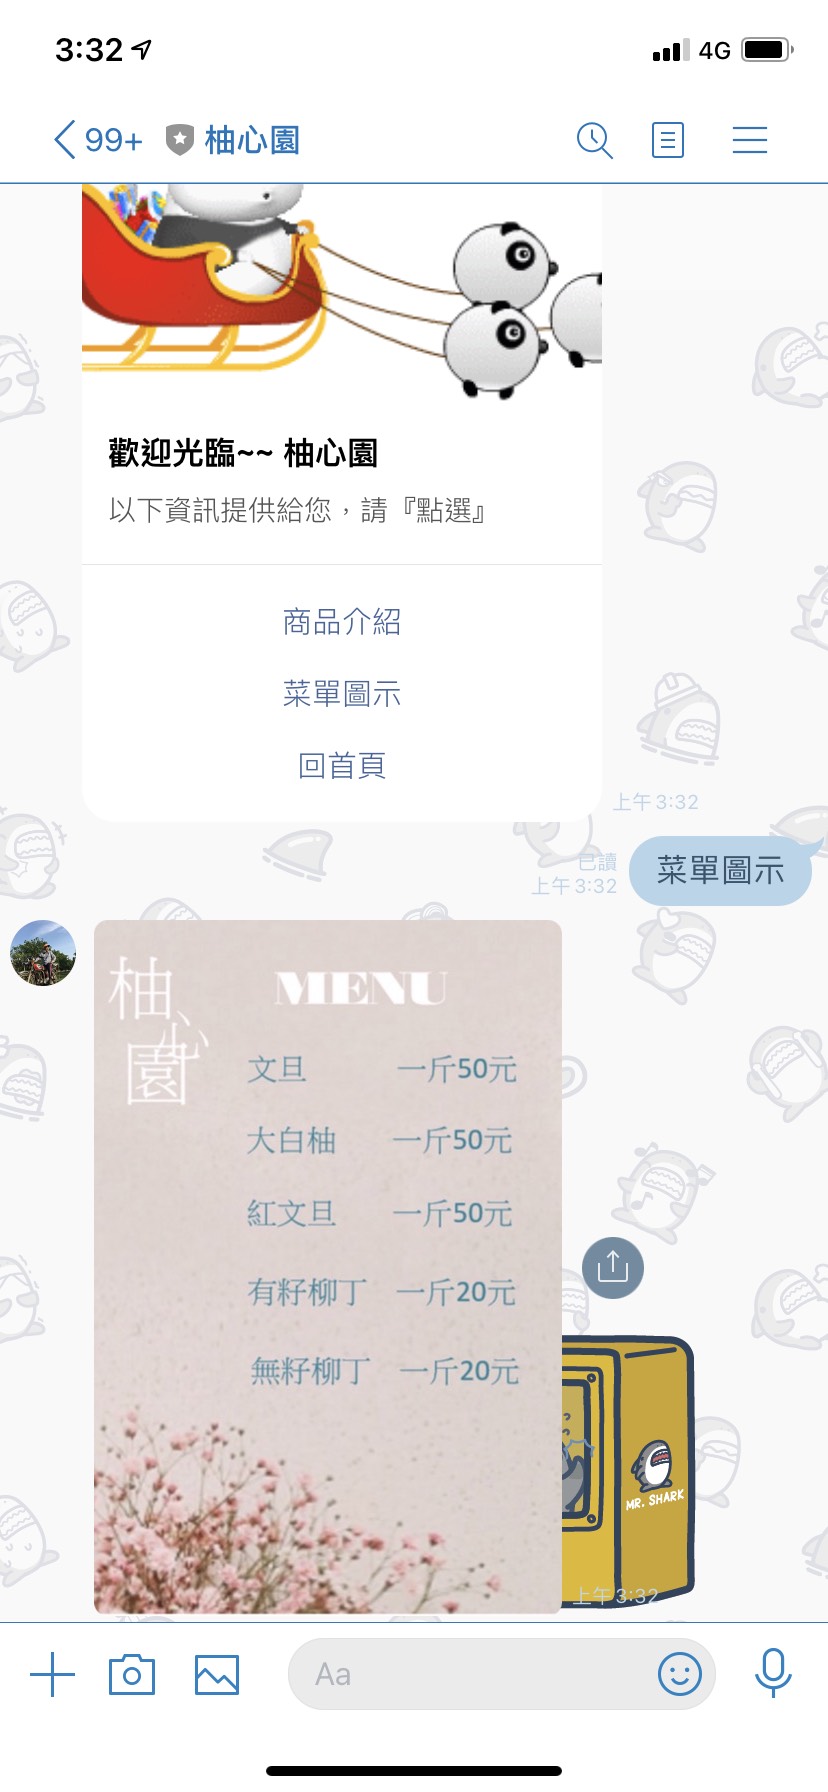 3:32
4G
99+
柚心園
歡迎光臨~~ 柚心園
以下資訊提供給您，請『點選』
商品介紹
菜單圖示
回首頁
上午 3:32
已讀
上午 3:32
菜單圖示
柚心園
MENU
文旦 一斤50元
大白柚 一斤50元
紅文旦 一斤50元
有籽柳丁 一斤20元
無籽柳丁 一斤20元
MR. SHARK
上午 3:32
Aa